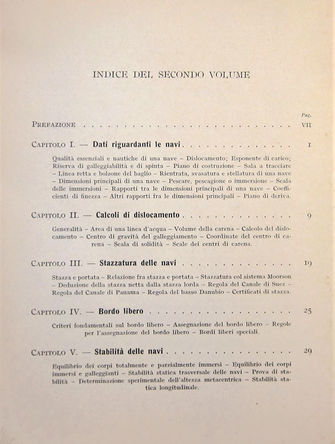 INDICE DEL SECONDO VOLUME
Pag.
PREFAZIONE . . . . . . . . . . . . . . . . VII
CAPITOLO I. — Dati riguardanti le navi . . . . . . . . 1
Qualità essenziali e nautiche di una nave – Dislocamento; Esponente di carico;
Riserva di galleggiabilità e di spinta – Piano di costruzione – Sala a tracciare
– Linea retta e bolzone del baglio – Rientrata, svasatura e stellatura di una nave
– Dimensioni principali di una nave – Pescare, pescagione o immersione – Scala
delle immersioni – Rapporti tra le dimensioni principali di una nave – Coeffi-
cienti di finezza – Altri rapporti tra le dimensioni principali – Piano di deriva.
CAPITOLO II. — Calcoli di dislocamento . . . . . . . . 9
Generalità – Area di una linea d'acqua – Volume della carena – Calcolo del dislo-
camento – Centro di gravità del galleggiamento – Coordinate del centro di ca-
rena – Scala di solidità – Scale dei centri di carena.
CAPITOLO III. — Stazzatura delle navi . . . . . . . . 19
Stazza e portata – Relazione fra stazza e portata – Stazzatura col sistema Moorson
– Deduzione della stazza netta dalla stazza lorda – Regola del Canale di Suez –
Regola del Canale di Panama – Regola del basso Danubio – Certificati di stazza.
CAPITOLO IV. — Bordo libero . . . . . . . . . . 25
Criteri fondamentali sul bordo libero – Assegnazione del bordo libero – Regole
per l'assegnazione del bordo libero – Bordi liberi speciali.
CAPITOLO V. — Stabilità delle navi . . . . . . . . . 29
Equilibrio dei corpi totalmente e parzialmente immersi – Equilibrio dei corpi
immersi e galleggianti – Stabilità statica trasversale delle navi – Prova di sta-
bilità – Determinazione sperimentale dell'altezza metacentrica – Stabilità sta-
tica longitudinale.